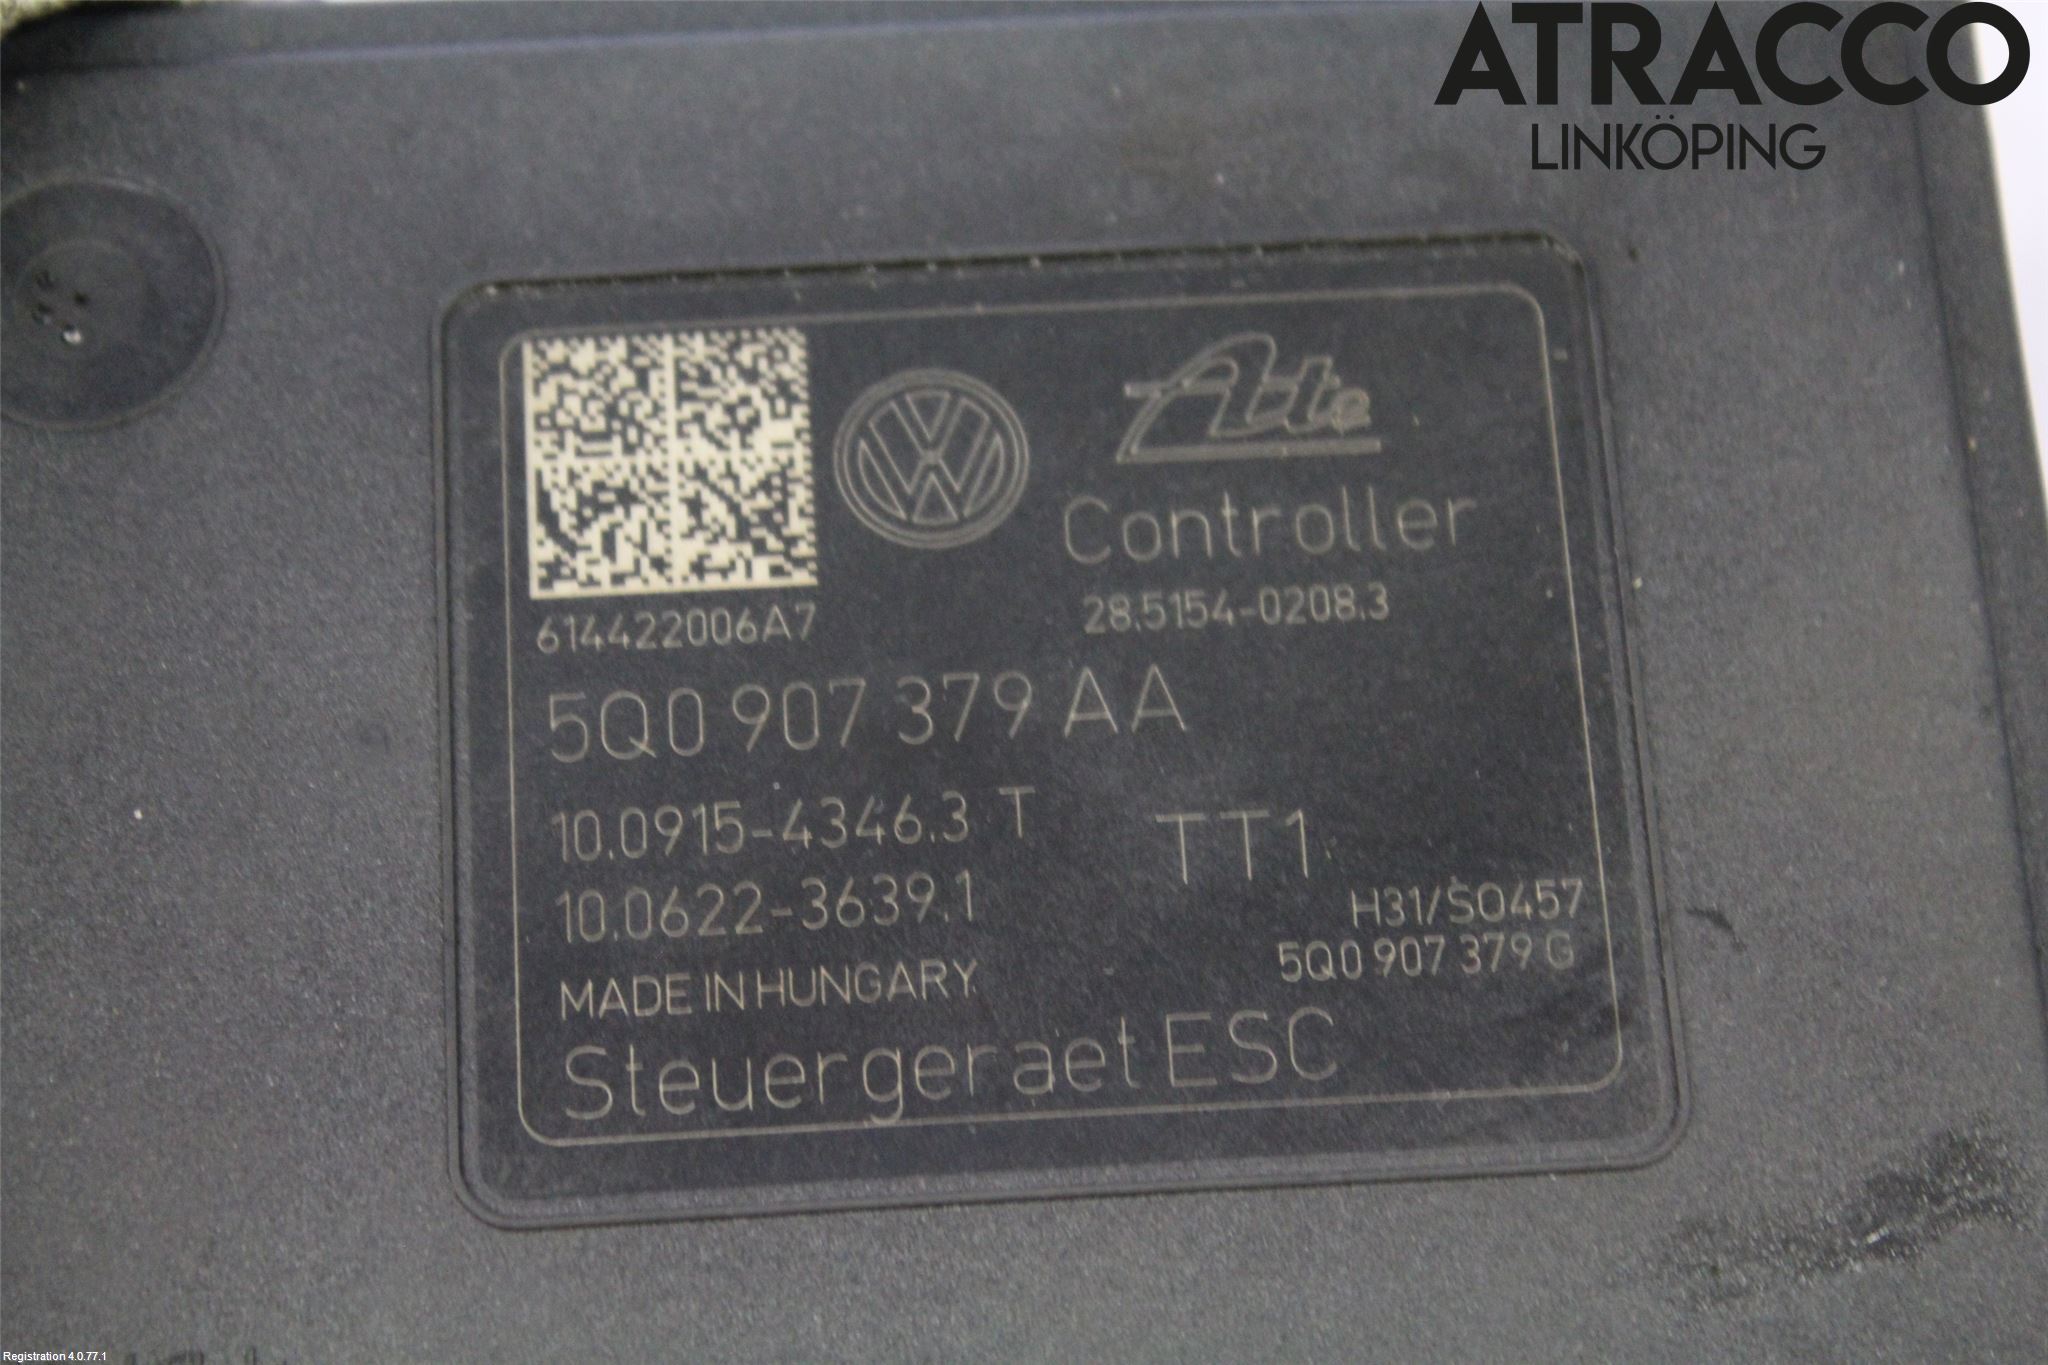 ATRACCO
LINKÖPING
Ate
Controller
614422006A7
28.5154-0208.3
5Q0 907 379 AA
10.0915-4346.3 T
TT1
10.0622-3639.1
H31/SO457
5Q0 907 379 G
MADE IN HUNGARY
Steuergeraet ESC
Registration 4.0.77.1